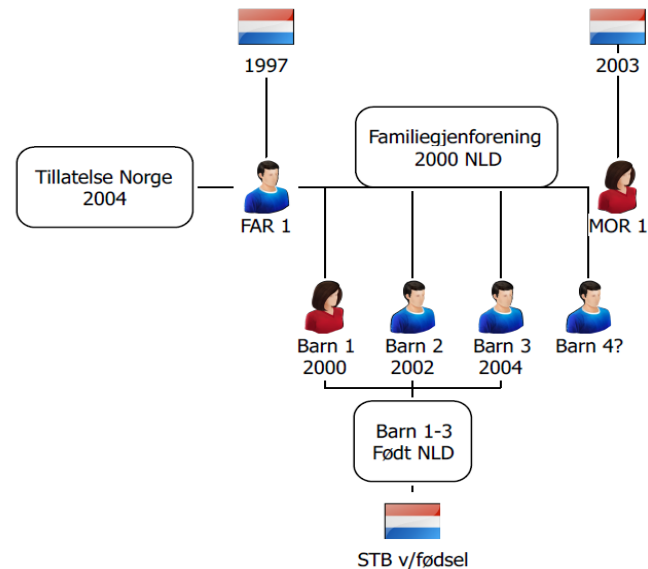 1997
2003
Familiegjenforening
2000 NLD
Tillatelse Norge
2004
FAR 1
MOR 1
Barn 1
2000
Barn 2
2002
Barn 3
2004
Barn 4?
Barn 1-3
Født NLD
STB v/fødsel